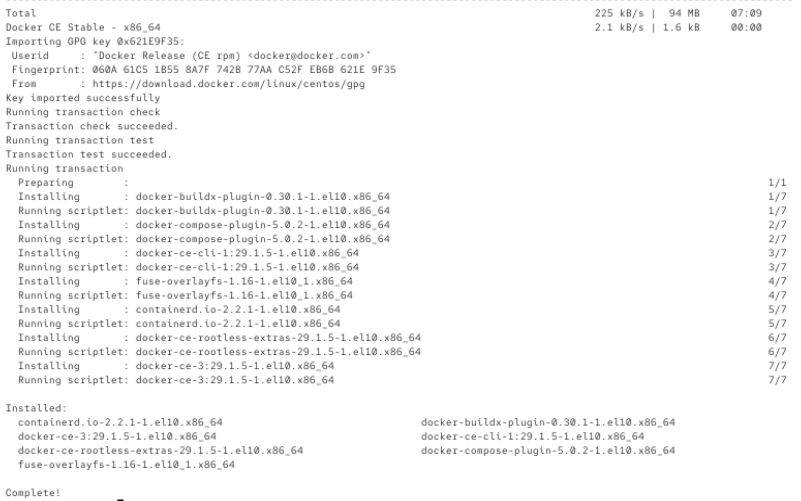 Total 225 kB/s | 94 MB 07:09
Docker CE Stable - x86_64 2.1 kB/s | 1.6 kB 00:00
Importing GPG key 0x621E9F35:
Userid : "Docker Release (CE rpm) <docker@docker.com>"
Fingerprint: 060A 61C5 1B55 8A7F 742B 77AA C52F EB6B 621E 9F35
From : https://download.docker.com/linux/centos/gpg
Key imported successfully
Running transaction check
Transaction check succeeded.
Running transaction test
Transaction test succeeded.
Running transaction
Preparing : 1/1
Installing : docker-buildx-plugin-0.30.1-1.el10.x86_64 1/7
Running scriptlet: docker-buildx-plugin-0.30.1-1.el10.x86_64 1/7
Installing : docker-compose-plugin-5.0.2-1.el10.x86_64 2/7
Running scriptlet: docker-compose-plugin-5.0.2-1.el10.x86_64 2/7
Installing : docker-ce-cli-1:29.1.5-1.el10.x86_64 3/7
Running scriptlet: docker-ce-cli-1:29.1.5-1.el10.x86_64 3/7
Installing : fuse-overlayfs-1.16-1.el10_1.x86_64 4/7
Running scriptlet: fuse-overlayfs-1.16-1.el10_1.x86_64 4/7
Installing : containerd.io-2.2.1-1.el10.x86_64 5/7
Running scriptlet: containerd.io-2.2.1-1.el10.x86_64 5/7
Installing : docker-ce-rootless-extras-29.1.5-1.el10.x86_64 6/7
Running scriptlet: docker-ce-rootless-extras-29.1.5-1.el10.x86_64 6/7
Installing : docker-ce-3:29.1.5-1.el10.x86_64 7/7
Running scriptlet: docker-ce-3:29.1.5-1.el10.x86_64 7/7
Installed:
containerd.io-2.2.1-1.el10.x86_64 docker-buildx-plugin-0.30.1-1.el10.x86_64
docker-ce-3:29.1.5-1.el10.x86_64 docker-ce-cli-1:29.1.5-1.el10.x86_64
docker-ce-rootless-extras-29.1.5-1.el10.x86_64 docker-compose-plugin-5.0.2-1.el10.x86_64
fuse-overlayfs-1.16-1.el10_1.x86_64
Complete!